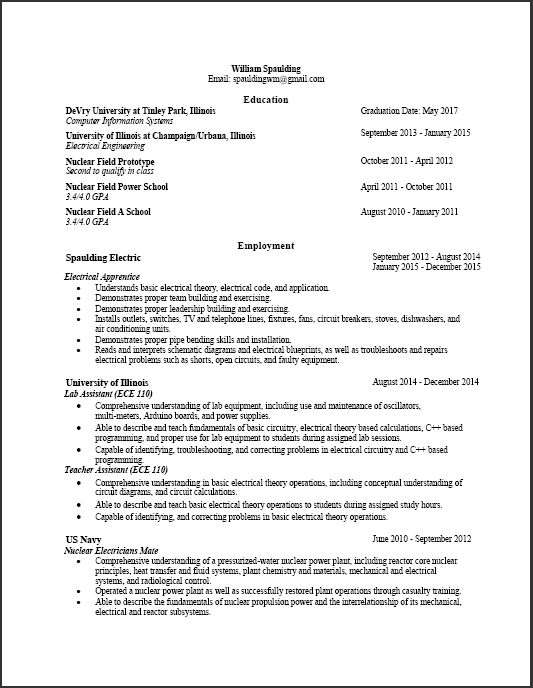 William Spaulding
Email: spauldingwm@gmail.com
Education
DeVry University at Tinley Park, Illinois Graduation Date: May 2017
Computer Information Systems
University of Illinois at Champaign/Urbana, Illinois September 2013 - January 2015
Electrical Engineering
Nuclear Field Prototype October 2011 - April 2012
Second to qualify in class
Nuclear Field Power School April 2011 - October 2011
3.4/4.0 GPA
Nuclear Field A School August 2010 - January 2011
3.4/4.0 GPA
Employment
Spaulding Electric September 2012 - August 2014
January 2015 - December 2015
Electrical Apprentice
• Understands basic electrical theory, electrical code, and application.
• Demonstrates proper team building and exercising.
• Demonstrates proper leadership building and exercising.
• Installs outlets, switches, TV and telephone lines, fixtures, fans, circuit breakers, stoves, dishwashers, and
air conditioning units.
• Demonstrates proper pipe bending skills and installation.
• Reads and interprets schematic diagrams and electrical blueprints, as well as troubleshoots and repairs
electrical problems such as shorts, open circuits, and faulty equipment.
University of Illinois August 2014 - December 2014
Lab Assistant (ECE 110)
• Comprehensive understanding of lab equipment, including use and maintenance of oscillators,
multi-meters, Arduino boards, and power supplies.
• Able to describe and teach fundamentals of basic circuitry, electrical theory based calculations, C++ based
programming, and proper use for lab equipment to students during assigned lab sessions.
• Capable of identifying, troubleshooting, and correcting problems in electrical circuitry and C++ based
programming.
Teacher Assistant (ECE 110)
• Comprehensive understanding in basic electrical theory operations, including conceptual understanding of
circuit diagrams, and circuit calculations.
• Able to describe and teach basic electrical theory operations to students during assigned study hours.
• Capable of identifying, and correcting problems in basic electrical theory operations.
US Navy June 2010 - September 2012
Nuclear Electricians Mate
• Comprehensive understanding of a pressurized-water nuclear power plant, including reactor core nuclear
principles, heat transfer and fluid systems, plant chemistry and materials, mechanical and electrical
systems, and radiological control.
• Operated a nuclear power plant as well as successfully restored plant operations through casualty training.
• Able to describe the fundamentals of nuclear propulsion power and the interrelationship of its mechanical,
electrical and reactor subsystems.